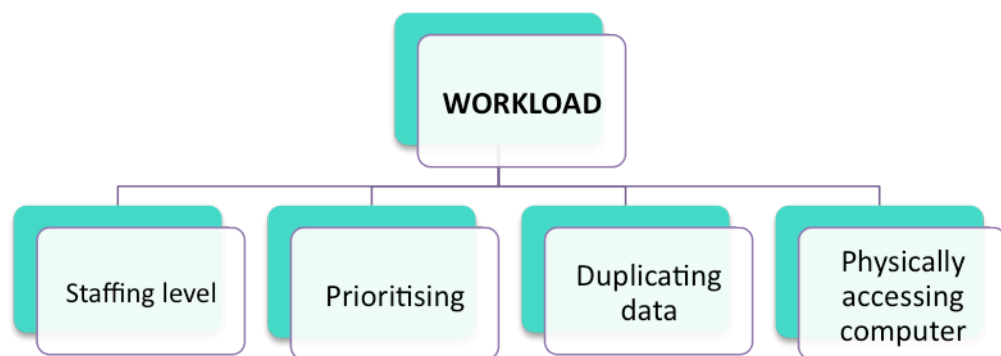 WORKLOAD
Staffing level
Prioritising
Duplicating
data
Physically
accessing
computer